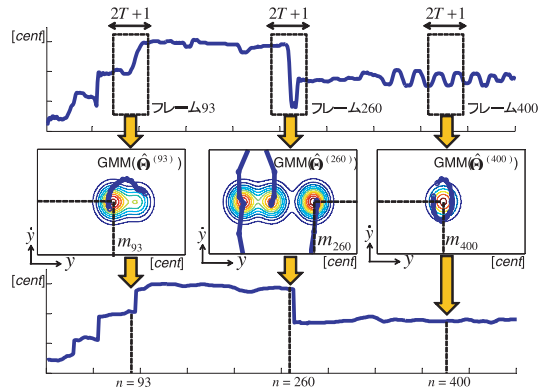 2T+1 2T+1 2T+1
[cent]
フレーム93 フレーム260 フレーム400
GMM(Θ̂⁽⁹³⁾) GMM(Θ̂⁽²⁶⁰⁾) GMM(Θ̂⁽⁴⁰⁰⁾)
m₉₃ m₂₆₀ m₄₀₀
ẏ ẏ ẏ
y [cent] y [cent] y [cent]
[cent]
n = 93 n = 260 n = 400